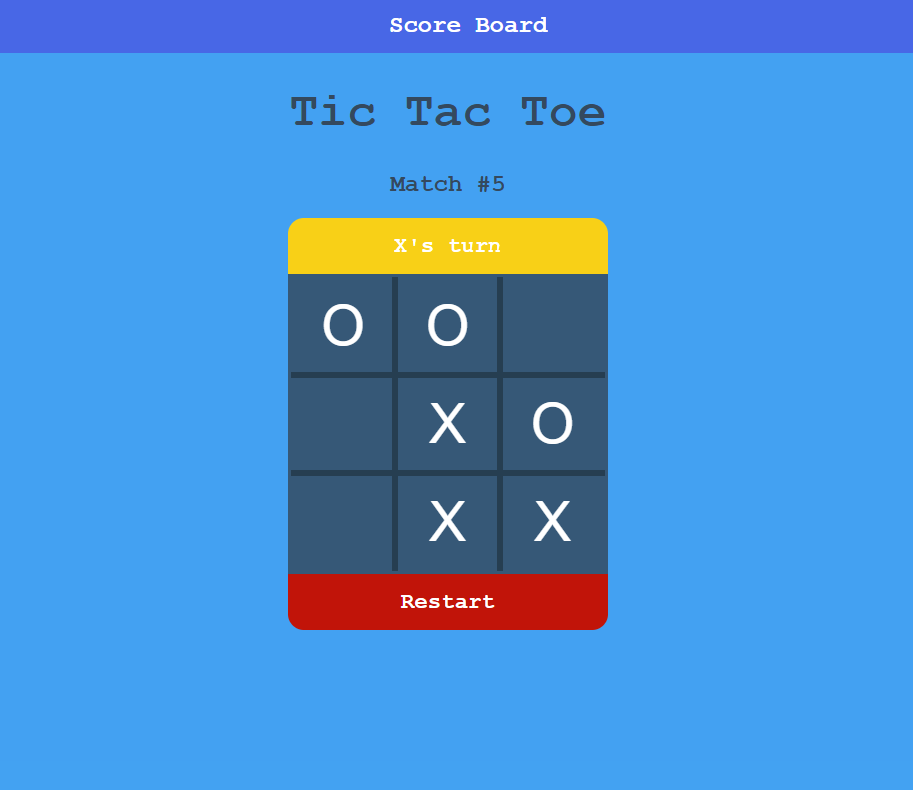 Score Board
Tic Tac Toe
Match #5
X's turn
O O
X O
X X
Restart